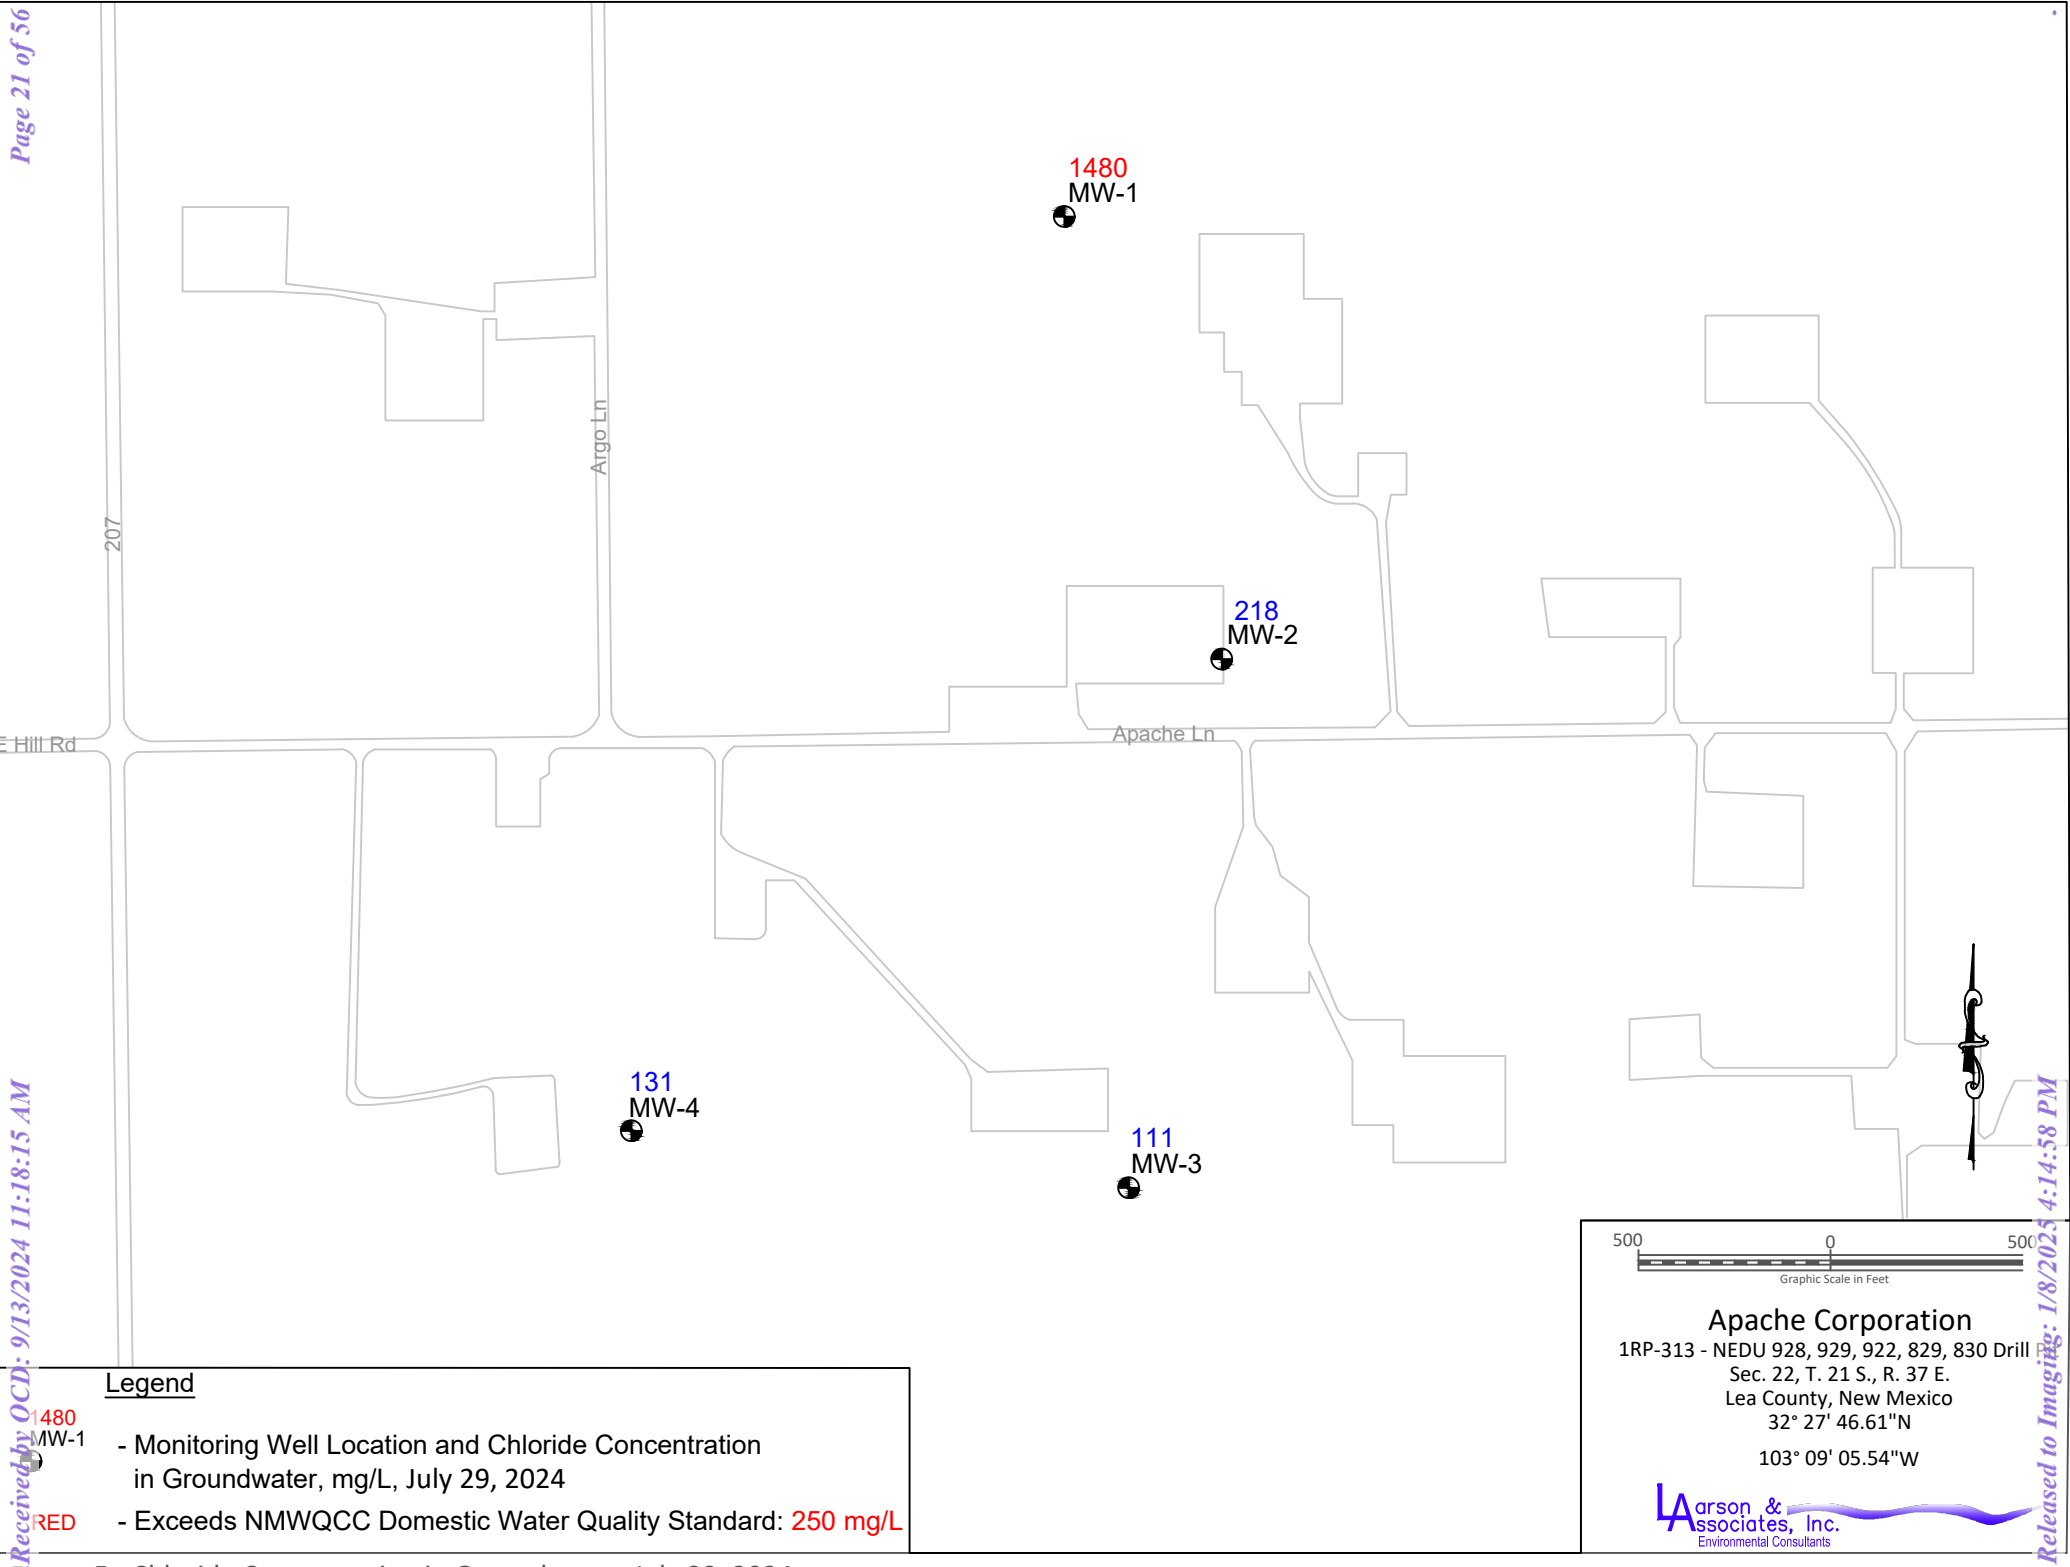 Page 21 of 56
1480
MW-1
Argo Ln
207
218
MW-2
E Hill Rd
Apache Ln
131
MW-4
111
MW-3
Received by OCD: 9/13/2024 11:18:15 AM
Released to Imaging: 1/8/2025 4:14:58 PM
500 0 500
Graphic Scale in Feet
Apache Corporation
1RP-313 - NEDU 928, 929, 922, 829, 830 Drill
Sec. 22, T. 21 S., R. 37 E.
Lea County, New Mexico
32° 27' 46.61"N
103° 09' 05.54"W
Larson &
Associates, Inc.
Environmental Consultants
Legend
1480
MW-1
- Monitoring Well Location and Chloride Concentration
in Groundwater, mg/L, July 29, 2024
RED - Exceeds NMWQCC Domestic Water Quality Standard: 250 mg/L